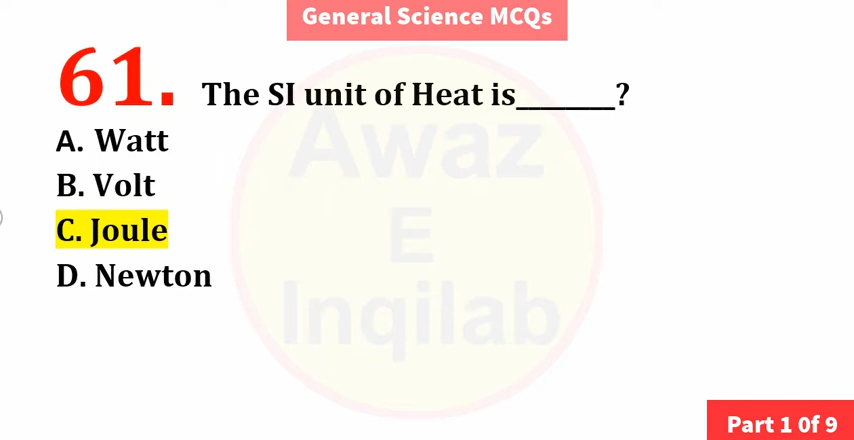 General Science MCQs
61. The SI unit of Heat is________?
A. Watt
B. Volt
C. Joule
D. Newton
Awaz
E
Inqilab
Part 1 0f 9